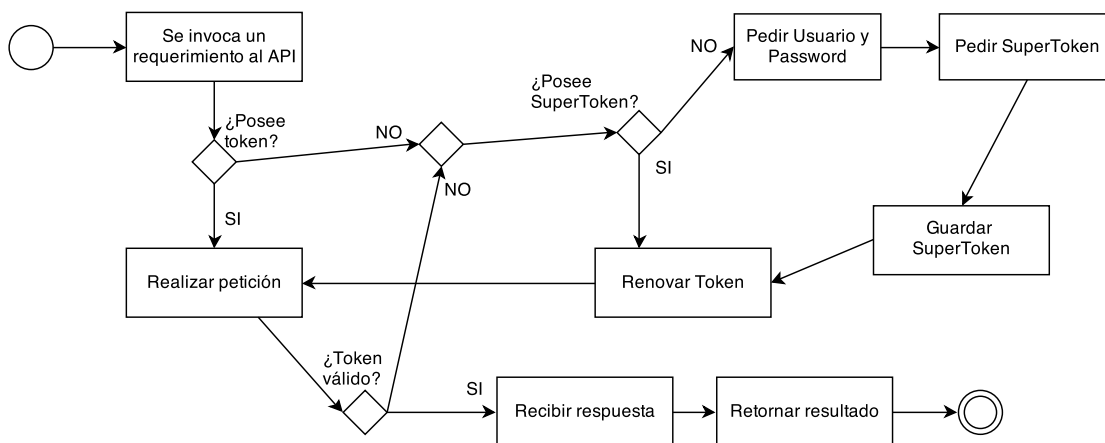 Se invoca un
requerimiento al API
¿Posee
token?
NO
SI
¿Posee
SuperToken?
NO
SI
Pedir Usuario y
Password
Pedir SuperToken
Guardar
SuperToken
Renovar Token
Realizar petición
¿Token
válido?
NO
SI
Recibir respuesta
Retornar resultado